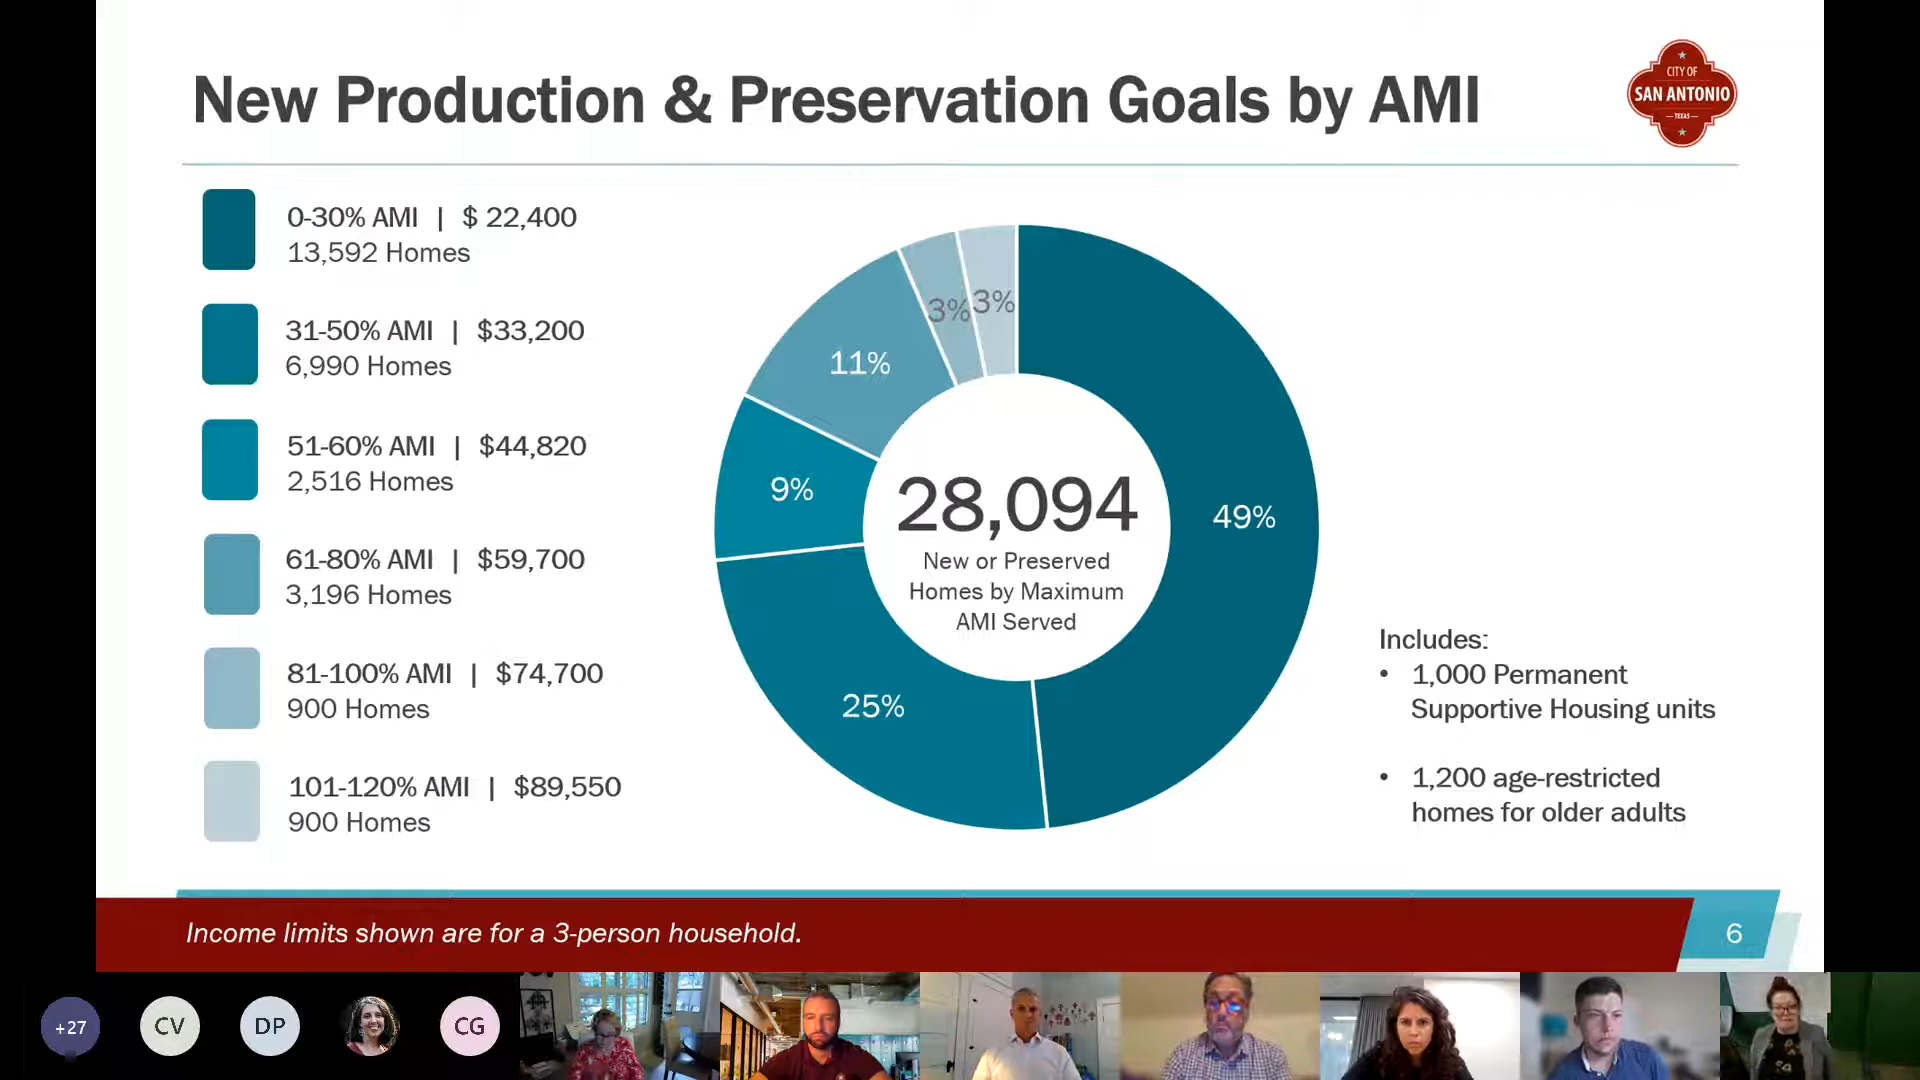 New Production & Preservation Goals by AMI
CITY OF
SAN ANTONIO
TEXAS
0-30% AMI | $ 22,400
13,592 Homes
31-50% AMI | $33,200
6,990 Homes
51-60% AMI | $44,820
2,516 Homes
61-80% AMI | $59,700
3,196 Homes
81-100% AMI | $74,700
900 Homes
101-120% AMI | $89,550
900 Homes
3%
3%
11%
9%
49%
25%
28,094
New or Preserved
Homes by Maximum
AMI Served
Includes:
• 1,000 Permanent
Supportive Housing units
• 1,200 age-restricted
homes for older adults
Income limits shown are for a 3-person household.
6
+27
CV
DP
CG